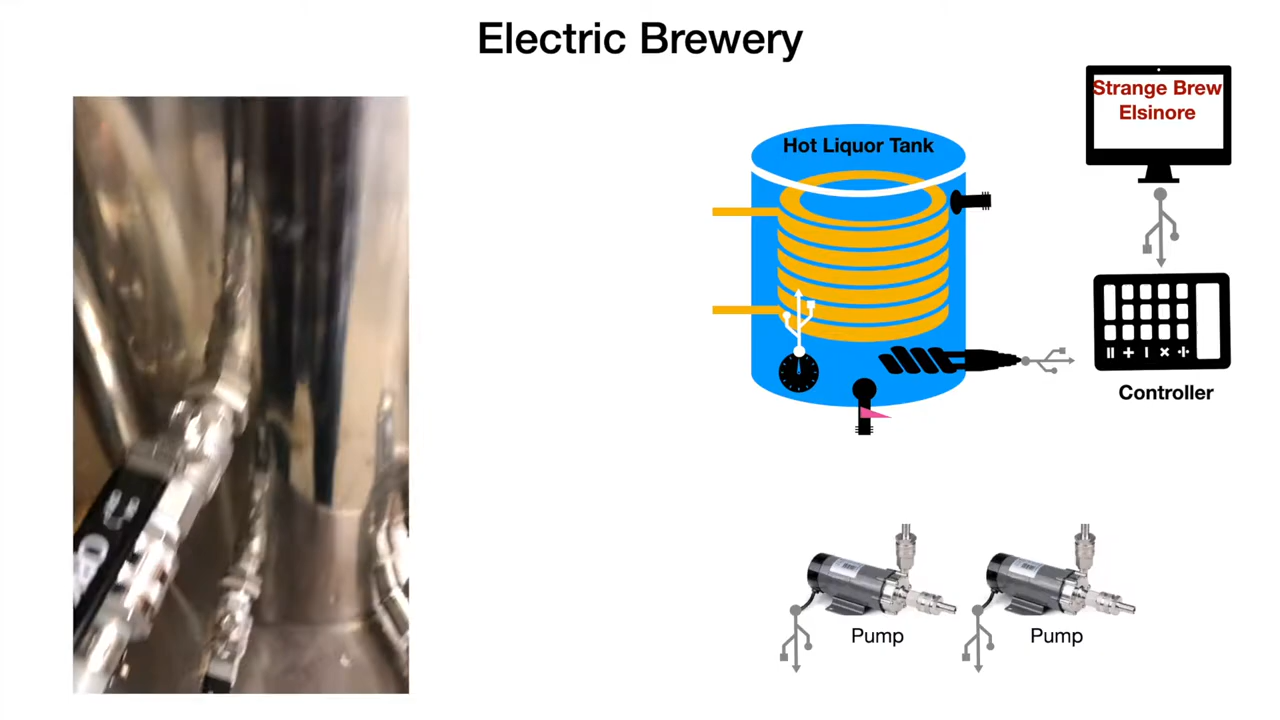 Electric Brewery
Strange Brew
Elsinore
Hot Liquor Tank
Controller
Pump
Pump